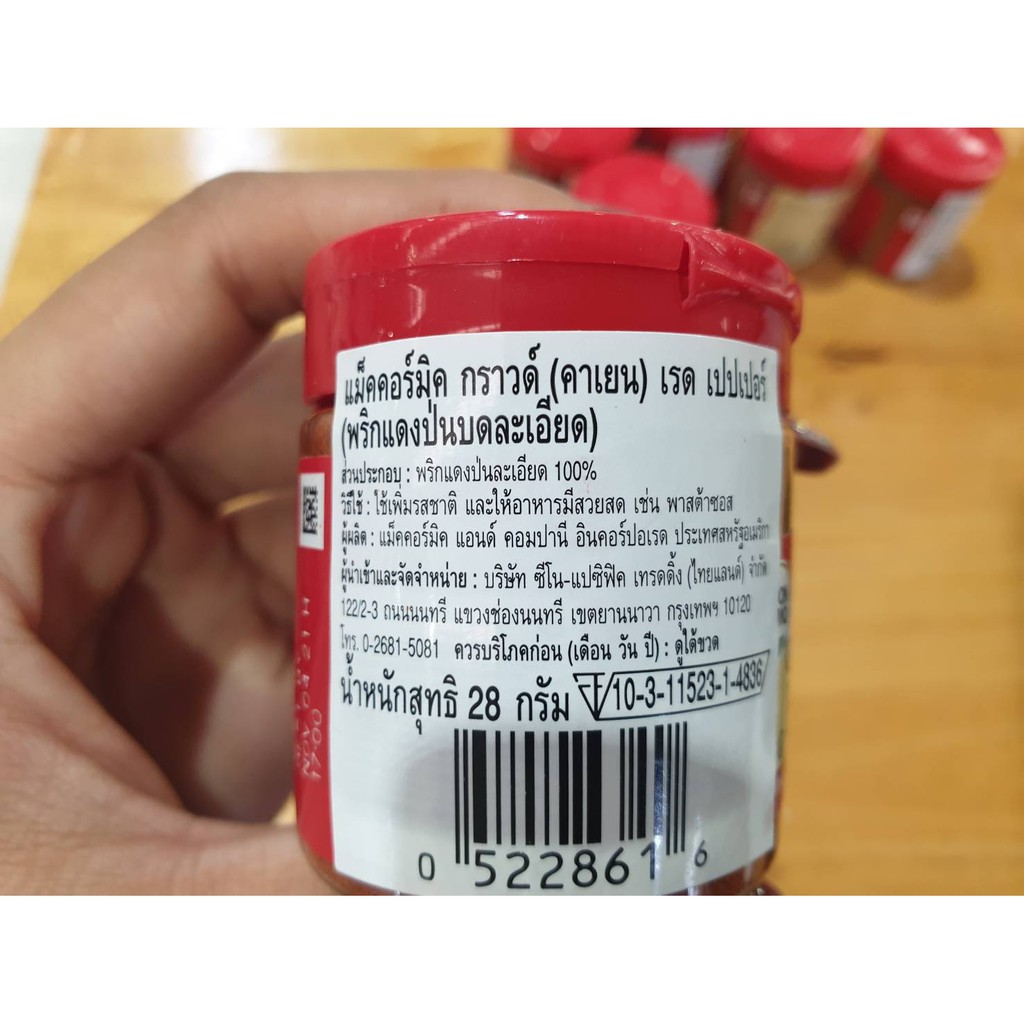 แม็คคอร์มิค กราวด์ (คาเยน) เรด เปปเปอร์
(พริกแดงป่นบดละเอียด)
ส่วนประกอบ : พริกแดงป่นละเอียด 100%
วิธีใช้ : ใช้เพิ่มรสชาติ และให้อาหารมีสวยสด เช่น พาสต้าซอส
ผู้ผลิต : แม็คคอร์มิค แอนด์ คอมปานี อินคอร์ปอเรด ประเทศสหรัฐอเมริกา
ผู้นำเข้าและจัดจำหน่าย : บริษัท ซีโน-แปซิฟิค เทรดดิ้ง (ไทยแลนด์) จำกัด
122/2-3 ถนนนนทรี แขวงช่องนนทรี เขตยานนาวา กรุงเทพฯ 10120
โทร. 0-2681-5081 ควรบริโภคก่อน (เดือน วัน ปี) : ดูใต้ขวด
น้ำหนักสุทธิ 28 กรัม 10-3-11523-1-4836
0 522861 6
NOV 04 21 H
17:00